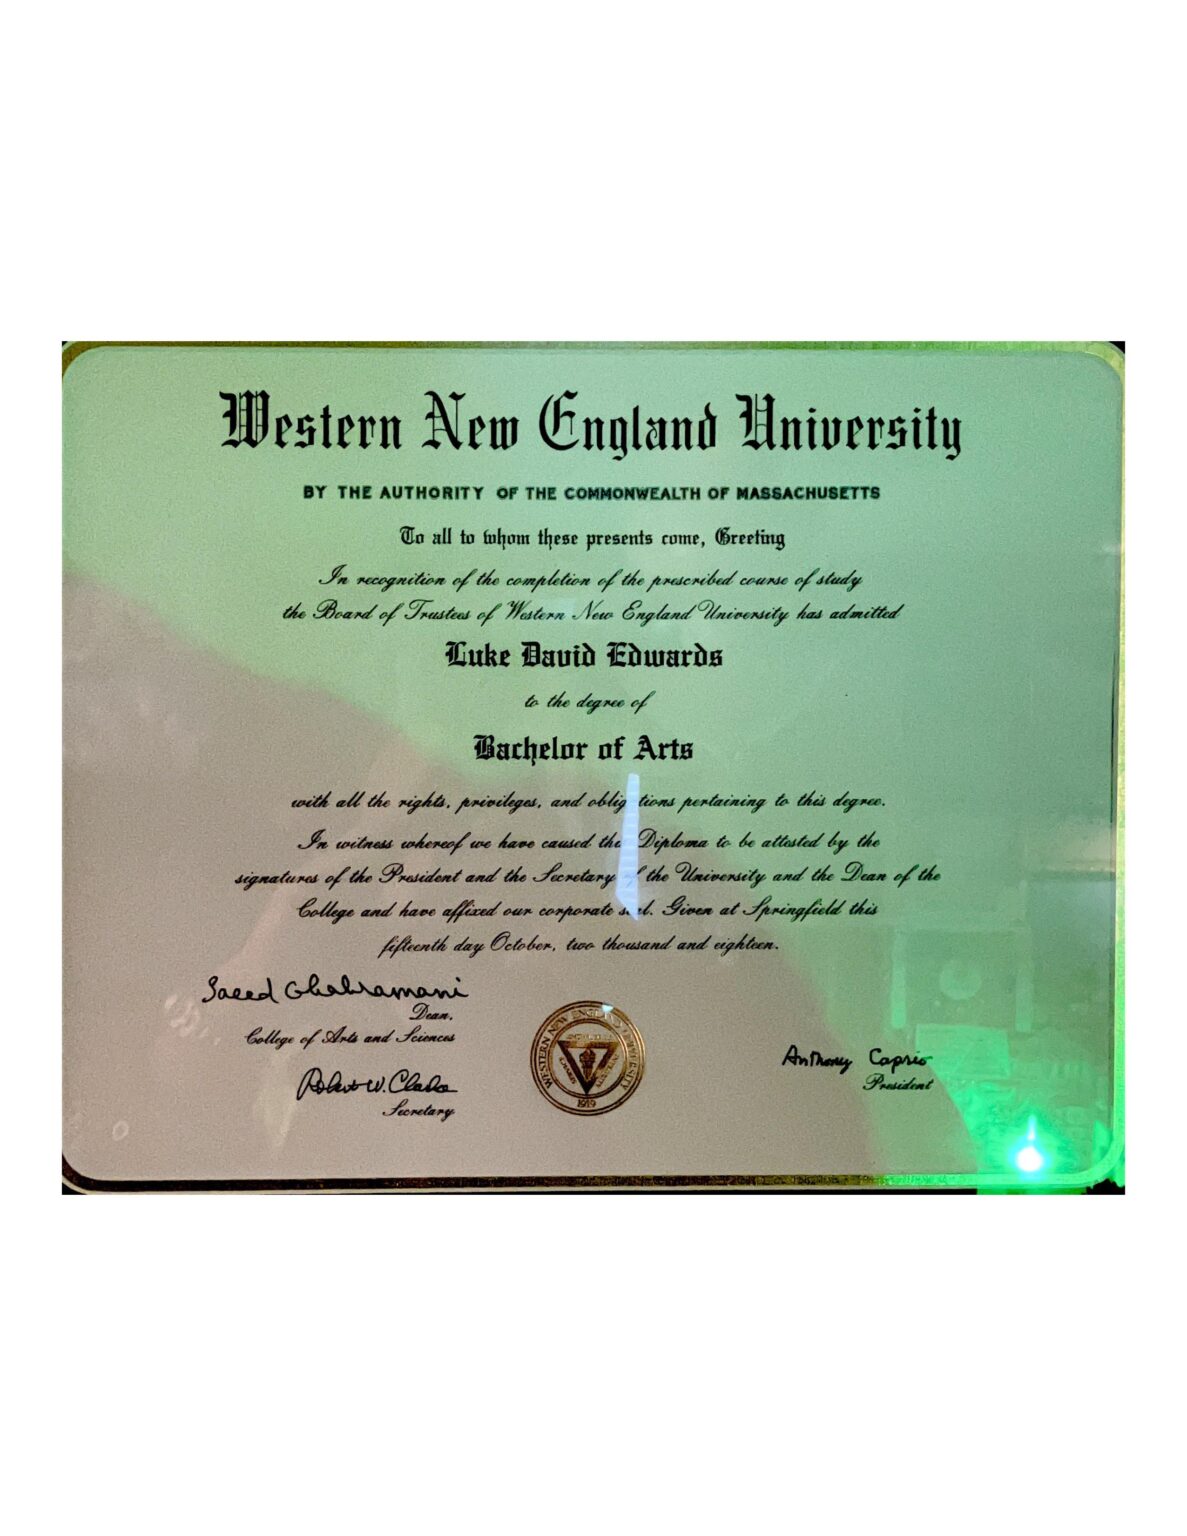 Western New England University
BY THE AUTHORITY OF THE COMMONWEALTH OF MASSACHUSETTS
To all to whom these presents come, Greeting
In recognition of the completion of the prescribed course of study
the Board of Trustees of Western New England University has admitted
Luke David Edwards
to the degree of
Bachelor of Arts
with all the rights, privileges, and obligations pertaining to this degree.
In witness whereof we have caused this Diploma to be attested by the
signatures of the President and the Secretary of the University and the Dean of the
College and have affixed our corporate seal. Given at Springfield this
fifteenth day October, two thousand and eighteen.
Saeed Ghahramani
Dean,
College of Arts and Sciences
Robert W.
Secretary
WESTERN NEW ENGLAND UNIVERSITY
1919
Anthony Caprio
President